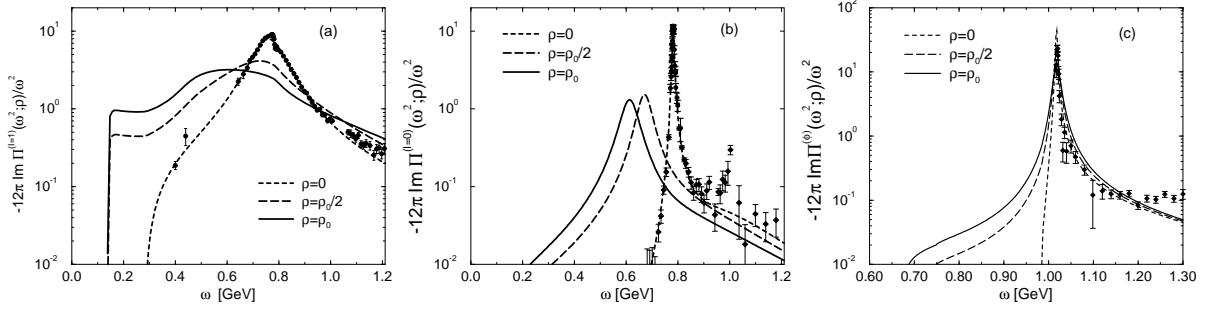 (a)
-12π Im Π^(I=1)(ω²;ρ)/ω²
10¹
10⁰
10⁻¹
10⁻²
ρ=0
ρ=ρ₀/2
ρ=ρ₀
0.0 0.2 0.4 0.6 0.8 1.0 1.2
ω [GeV]
(b)
-12π Im Π^(I=0)(ω²;ρ)/ω²
10¹
10⁰
10⁻¹
10⁻²
ρ=0
ρ=ρ₀/2
ρ=ρ₀
0.0 0.2 0.4 0.6 0.8 1.0 1.2
ω [GeV]
(c)
-12π ImΠ^(ϕ)(ω²;ρ)/ω²
10²
10¹
10⁰
10⁻¹
10⁻²
ρ=0
ρ=ρ₀/2
ρ=ρ₀
0.60 0.70 0.80 0.90 1.00 1.10 1.20 1.30
ω [GeV]